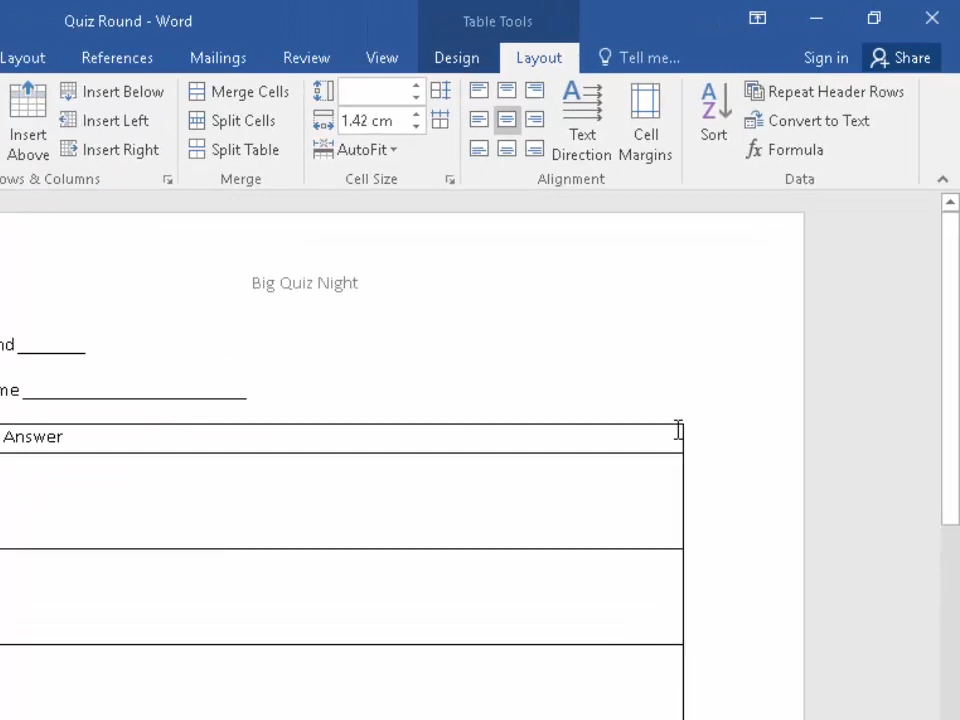 Quiz Round - Word
Table Tools
Layout References Mailings Review View Design Layout Tell me... Sign in Share
Insert Above
Insert Below
Insert Left
Insert Right
ows & Columns
Merge Cells
Split Cells
Split Table
Merge
1.42 cm
AutoFit
Cell Size
Text Direction
Cell Margins
Alignment
A
Z
Sort
Repeat Header Rows
Convert to Text
fx Formula
Data
Big Quiz Night
nd
me
Answer